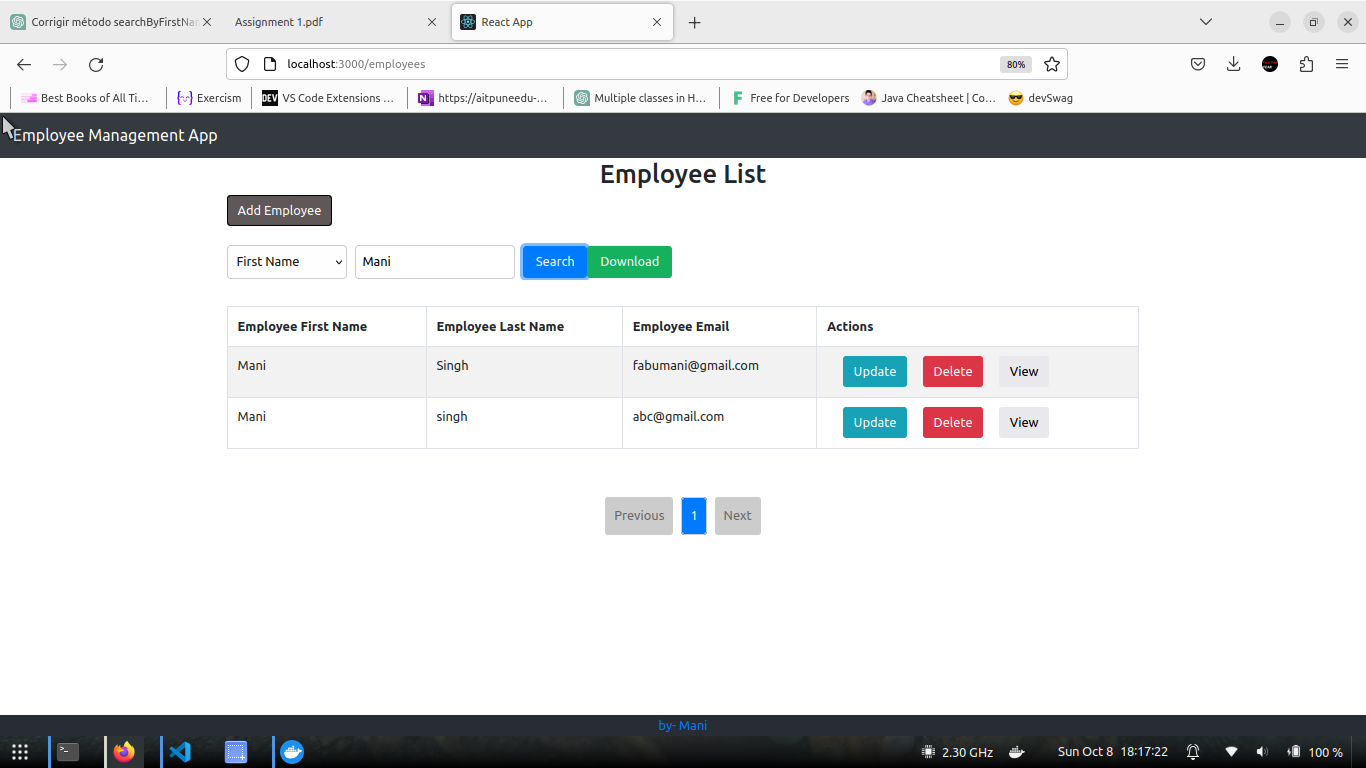 Corrigir método searchByFirstNa
Assignment 1.pdf
React App
localhost:3000/employees
80%
Best Books of All Ti…
Exercism
DEV VS Code Extensions …
N https://aitpuneedu-…
Multiple classes in H…
F Free for Developers
Java Cheatsheet | Co…
devSwag
Employee Management App
Employee List
Add Employee
First Name Mani Search Download
Employee First Name Employee Last Name Employee Email Actions
Mani Singh fabumani@gmail.com Update Delete View
Mani singh abc@gmail.com Update Delete View
Previous 1 Next
by- Mani
2.30 GHz Sun Oct 8 18:17:22 100 %